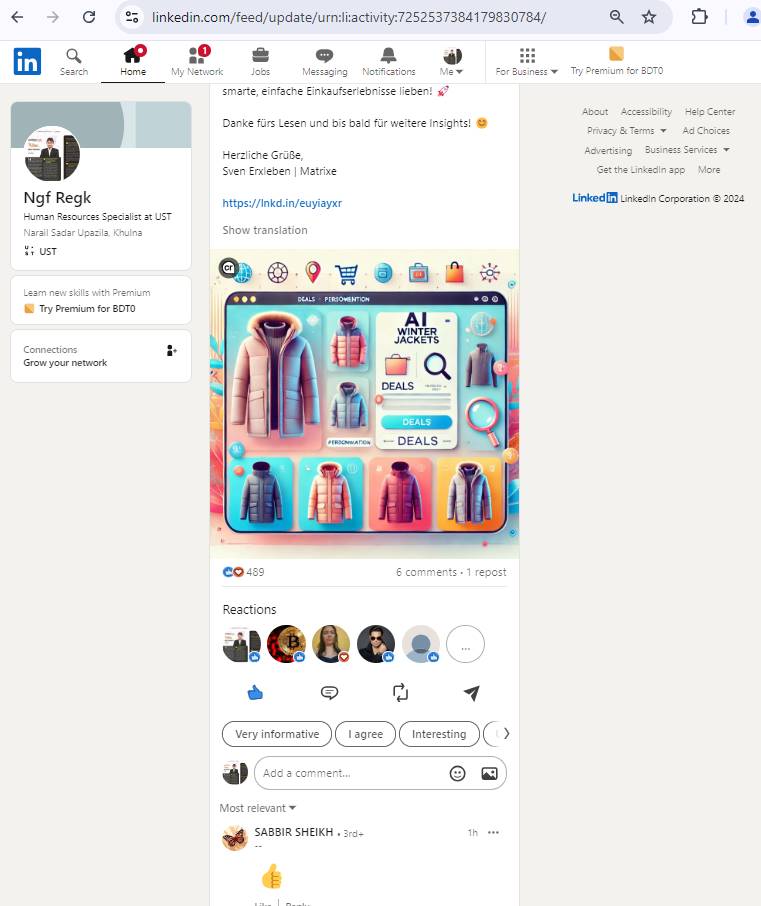 linkedin.com/feed/update/urn:li:activity:7252537384179830784/
in
Search
Home
1
My Network
Jobs
Messaging
Notifications
Me
For Business
Try Premium for BDT0
smarte, einfache Einkaufserlebnisse lieben! 🚀
Danke fürs Lesen und bis bald für weitere Insights! 😊
Herzliche Grüße,
Sven Erxleben | Matrixe
https://lnkd.in/euyiayxr
Show translation
Ngf Regk
Human Resources Specialist at UST
Narail Sadar Upazila, Khulna
UST
Learn new skills with Premium
Try Premium for BDT0
Connections
Grow your network
About Accessibility Help Center
Privacy & Terms Ad Choices
Advertising Business Services
Get the LinkedIn app More
LinkedIn LinkedIn Corporation © 2024
cr
DEALS - PERSOMENTION
AI
WINTER
JACKETS
DEALS
DEALS
DEALS
489
6 comments • 1 repost
Reactions
...
Very informative
I agree
Interesting
Add a comment...
Most relevant
SABBIR SHEIKH • 3rd+
1h
--
👍
Like | Reply